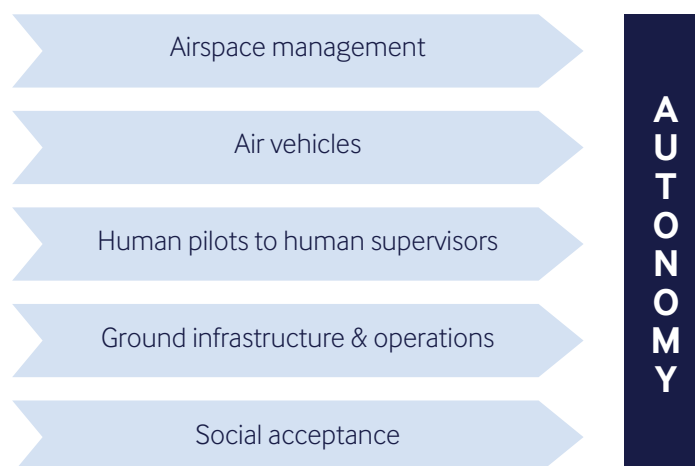 Airspace management
Air vehicles
Human pilots to human supervisors
Ground infrastructure & operations
Social acceptance
AUTONOMY